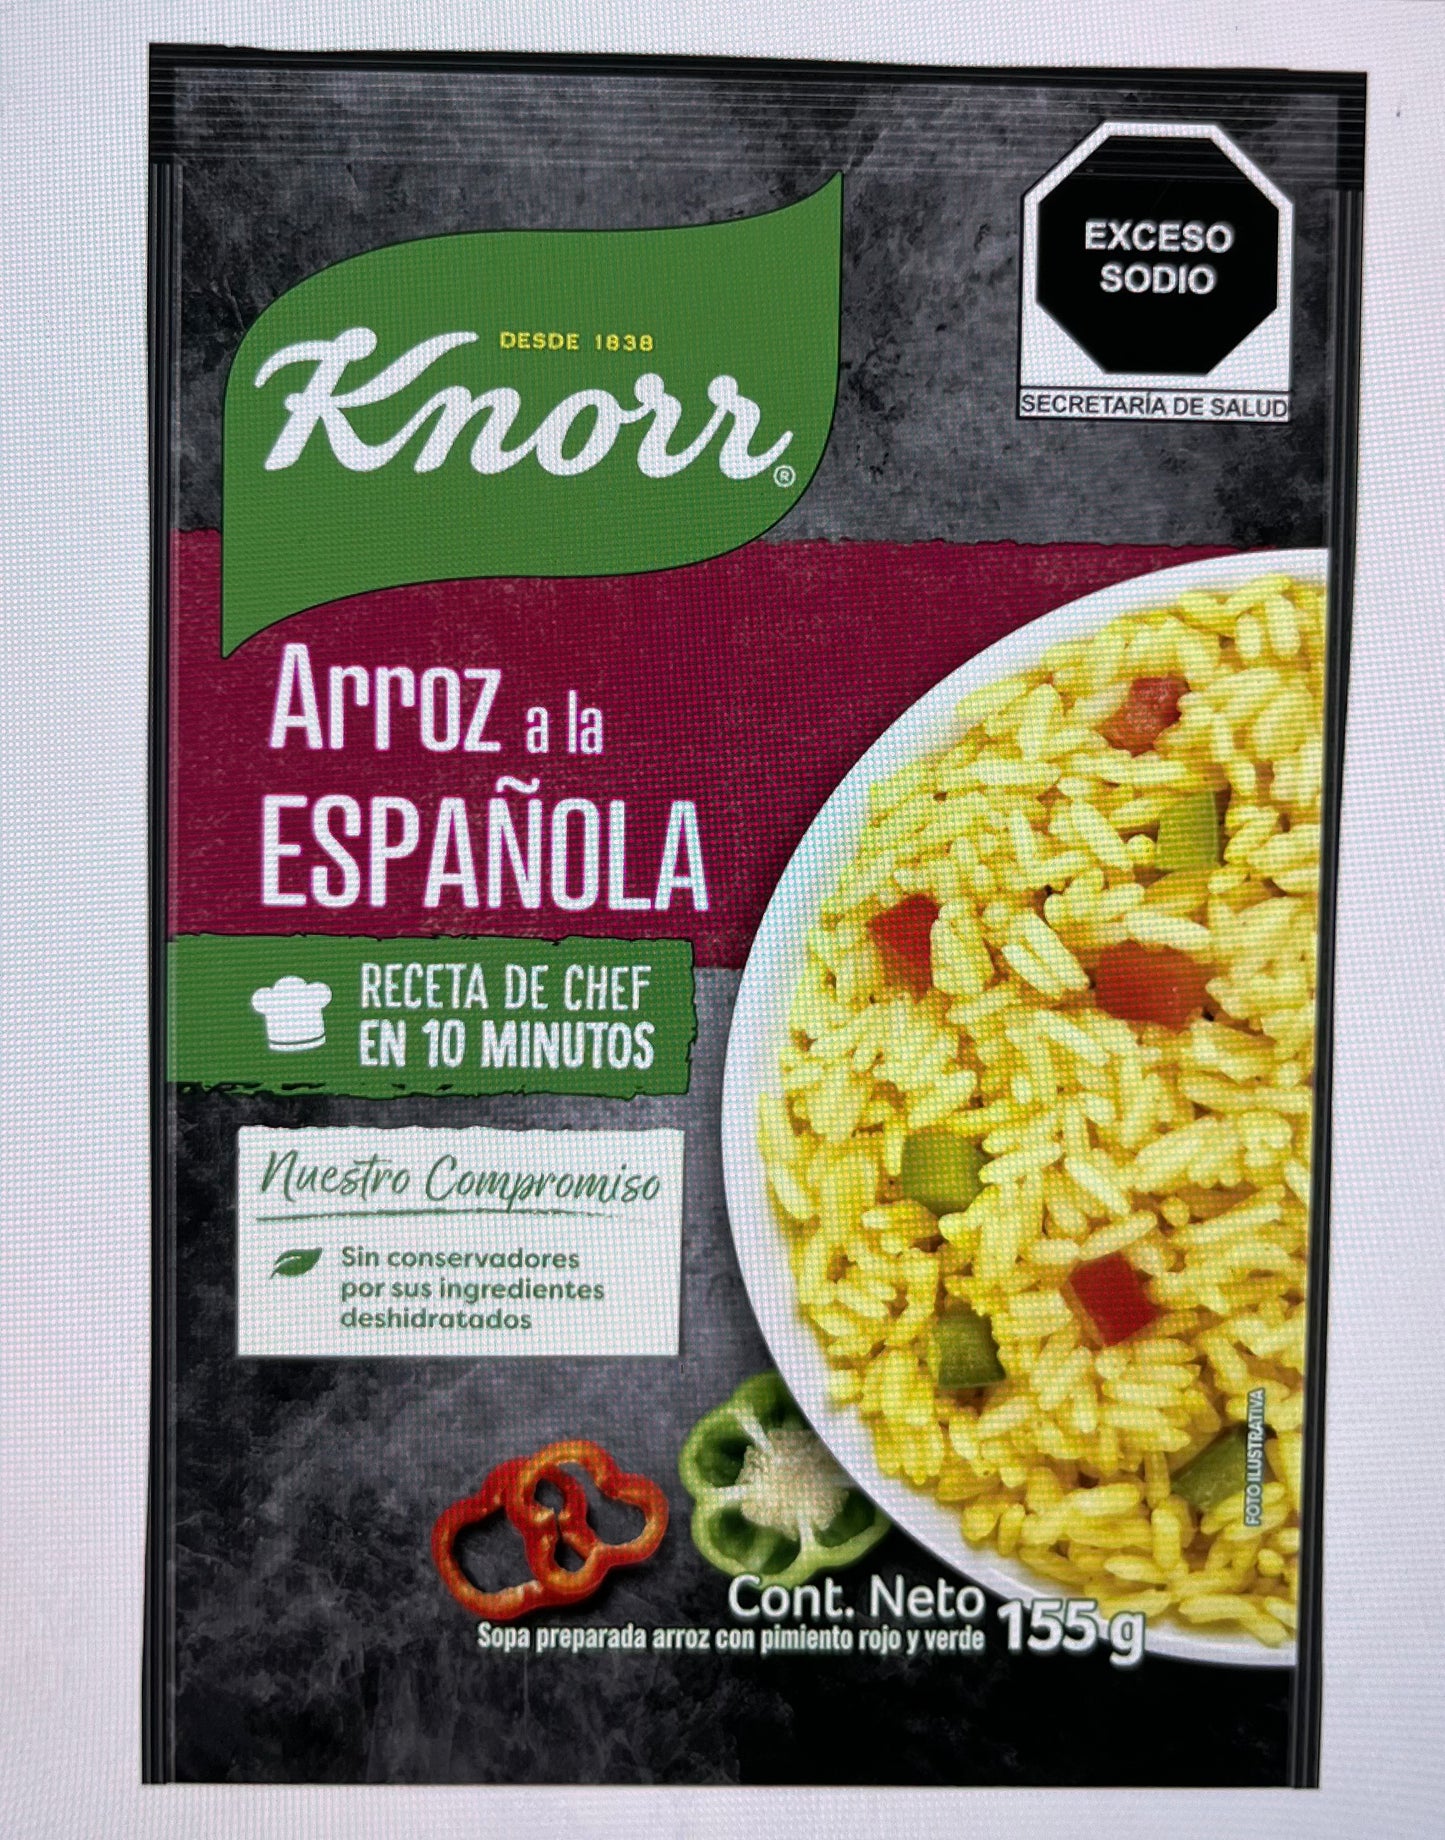 EXCESO
SODIO
SECRETARÍA DE SALUD
DESDE 1838
Knorr®
Arroz a la
ESPAÑOLA
RECETA DE CHEF
EN 10 MINUTOS
Nuestro Compromiso
Sin conservadores
por sus ingredientes
deshidratados
FOTO ILUSTRATIVA
Cont. Neto 155 g
Sopa preparada arroz con pimiento rojo y verde